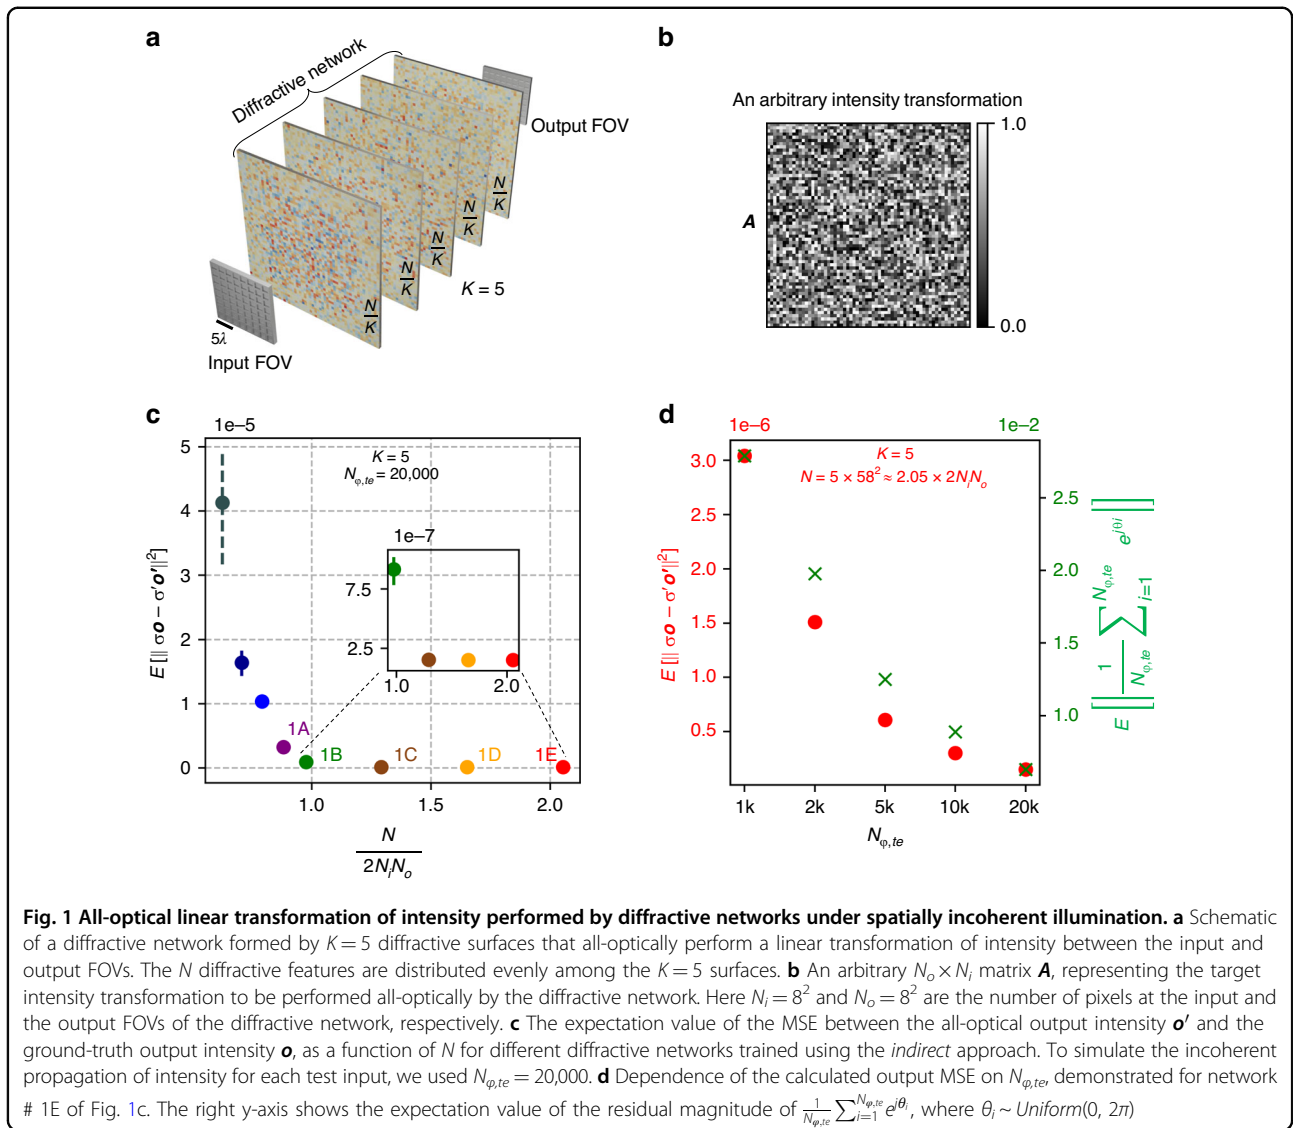 a
Diffractive network
Output FOV
N/K
N/K
N/K
N/K
N/K
K = 5
5λ
Input FOV
b
An arbitrary intensity transformation
1.0
A
0.0
c
1e–5
K = 5
Nφ,te = 20,000
5
4
3
2
1
0
E [‖ σo – σ′o′‖²]
1e–7
7.5
2.5
1.0
2.0
1A
1B
1C
1D
1E
1.0
1.5
2.0
N
2NᵢNₒ
d
1e–6
1e–2
K = 5
N = 5 × 58² ≈ 2.05 × 2NᵢNₒ
3.0
2.5
2.0
1.5
1.0
0.5
E [‖ σo – σ′o′‖²]
2.5
2.0
1.5
1.0
E [| 1/Nφ,te ∑ i=1 Nφ,te e^jθi |]
1k
2k
5k
10k
20k
Nφ,te
Fig. 1 All-optical linear transformation of intensity performed by diffractive networks under spatially incoherent illumination. a Schematic
of a diffractive network formed by K = 5 diffractive surfaces that all-optically perform a linear transformation of intensity between the input and
output FOVs. The N diffractive features are distributed evenly among the K = 5 surfaces. b An arbitrary Nₒ × Nᵢ matrix A, representing the target
intensity transformation to be performed all-optically by the diffractive network. Here Nᵢ = 8² and Nₒ = 8² are the number of pixels at the input and
the output FOVs of the diffractive network, respectively. c The expectation value of the MSE between the all-optical output intensity o′ and the
ground-truth output intensity o, as a function of N for different diffractive networks trained using the indirect approach. To simulate the incoherent
propagation of intensity for each test input, we used Nφ,te = 20,000. d Dependence of the calculated output MSE on Nφ,te, demonstrated for network
# 1E of Fig. 1c. The right y-axis shows the expectation value of the residual magnitude of 1/Nφ,te ∑ i=1 Nφ,te e^jθi, where θᵢ ~ Uniform(0, 2π)